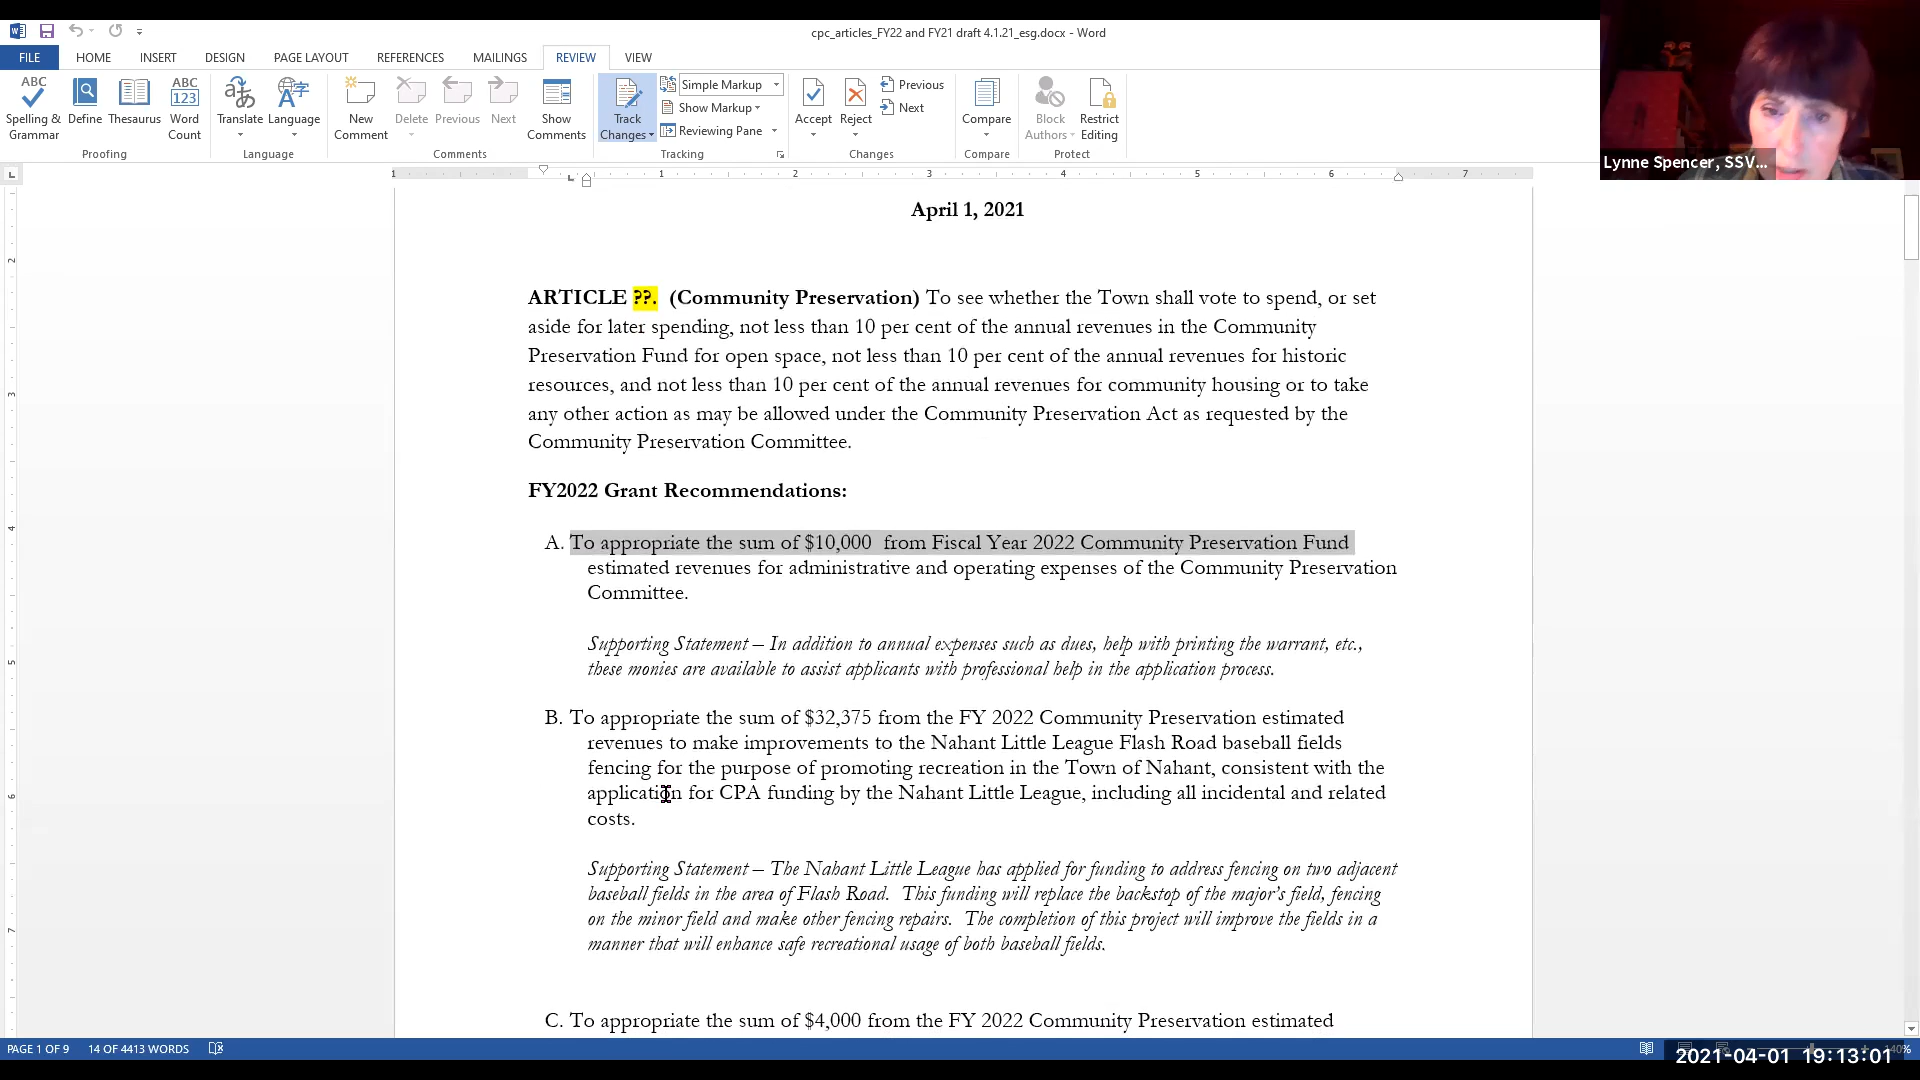 cpc_articles_FY22 and FY21 draft 4.1.21_esg.docx - Word
FILE HOME INSERT DESIGN PAGE LAYOUT REFERENCES MAILINGS REVIEW VIEW
Spelling & Grammar
Define
Thesaurus
Word Count
Proofing
Translate
Language
Language
New Comment
Delete
Previous
Next
Show Comments
Comments
Track Changes
Simple Markup
Show Markup
Reviewing Pane
Tracking
Accept
Reject
Previous
Next
Changes
Compare
Compare
Block Authors
Restrict Editing
Protect
Lynne Spencer, SSV...
1 1 2 3 4 5 6 7
April 1, 2021
ARTICLE ??. (Community Preservation) To see whether the Town shall vote to spend, or set
aside for later spending, not less than 10 per cent of the annual revenues in the Community
Preservation Fund for open space, not less than 10 per cent of the annual revenues for historic
resources, and not less than 10 per cent of the annual revenues for community housing or to take
any other action as may be allowed under the Community Preservation Act as requested by the
Community Preservation Committee.
FY2022 Grant Recommendations:
A. To appropriate the sum of $10,000 from Fiscal Year 2022 Community Preservation Fund
estimated revenues for administrative and operating expenses of the Community Preservation
Committee.
Supporting Statement – In addition to annual expenses such as dues, help with printing the warrant, etc.,
these monies are available to assist applicants with professional help in the application process.
B. To appropriate the sum of $32,375 from the FY 2022 Community Preservation estimated
revenues to make improvements to the Nahant Little League Flash Road baseball fields
fencing for the purpose of promoting recreation in the Town of Nahant, consistent with the
application for CPA funding by the Nahant Little League, including all incidental and related
costs.
Supporting Statement – The Nahant Little League has applied for funding to address fencing on two adjacent
baseball fields in the area of Flash Road. This funding will replace the backstop of the major's field, fencing
on the minor field and make other fencing repairs. The completion of this project will improve the fields in a
manner that will enhance safe recreational usage of both baseball fields.
C. To appropriate the sum of $4,000 from the FY 2022 Community Preservation estimated
PAGE 1 OF 9 14 OF 4413 WORDS
140%
2021-04-01 19:13:01